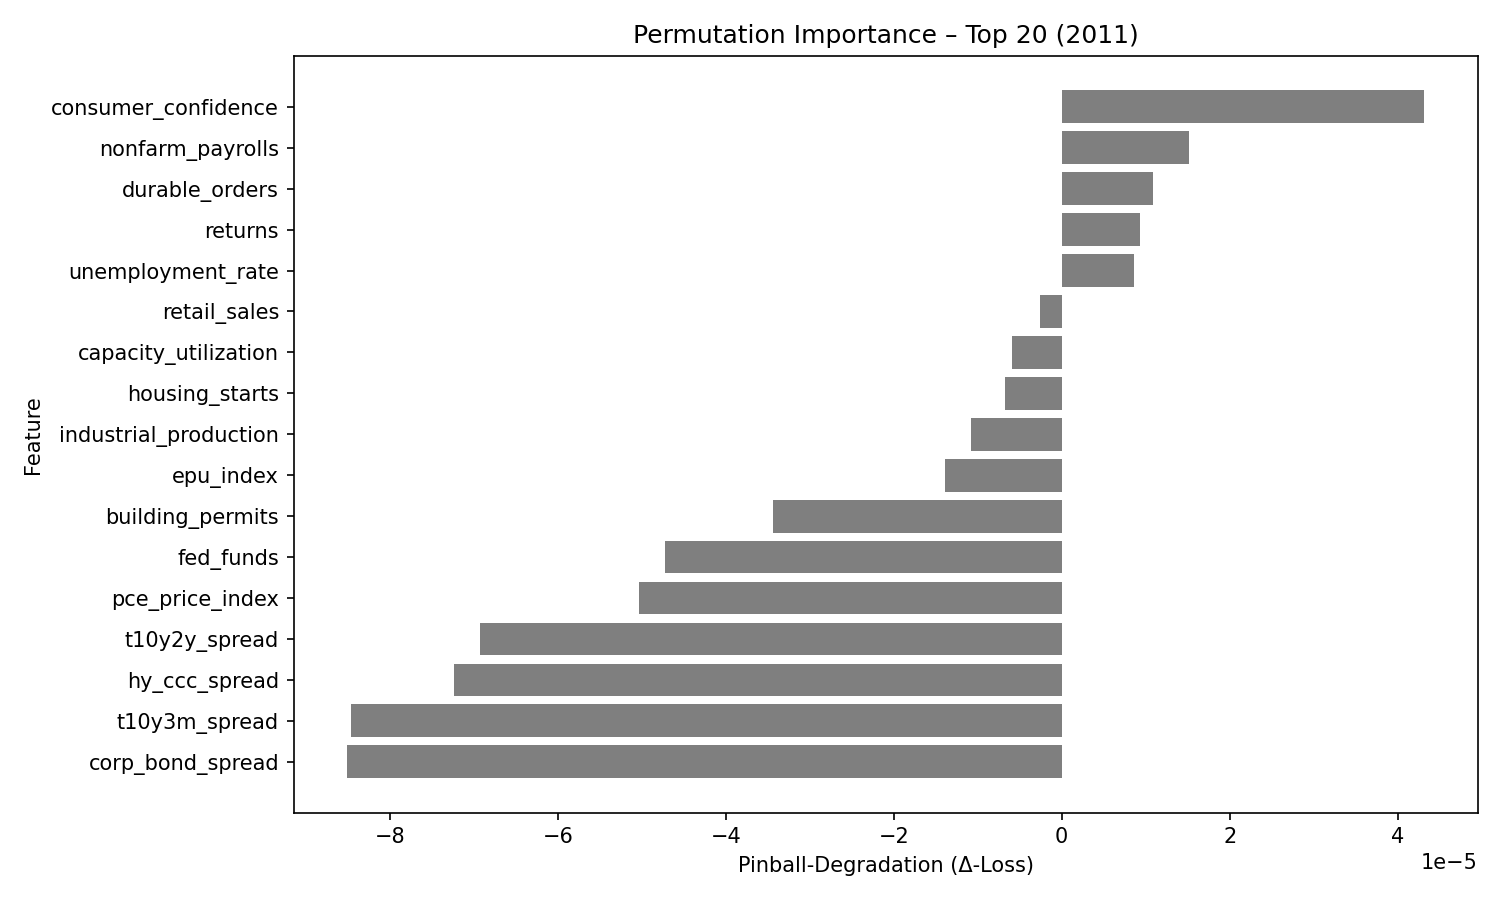 Permutation Importance – Top 20 (2011)
consumer_confidence
nonfarm_payrolls
durable_orders
returns
unemployment_rate
retail_sales
capacity_utilization
housing_starts
industrial_production
epu_index
building_permits
fed_funds
pce_price_index
t10y2y_spread
hy_ccc_spread
t10y3m_spread
corp_bond_spread
Feature
−8 −6 −4 −2 0 2 4
1e−5
Pinball-Degradation (Δ-Loss)